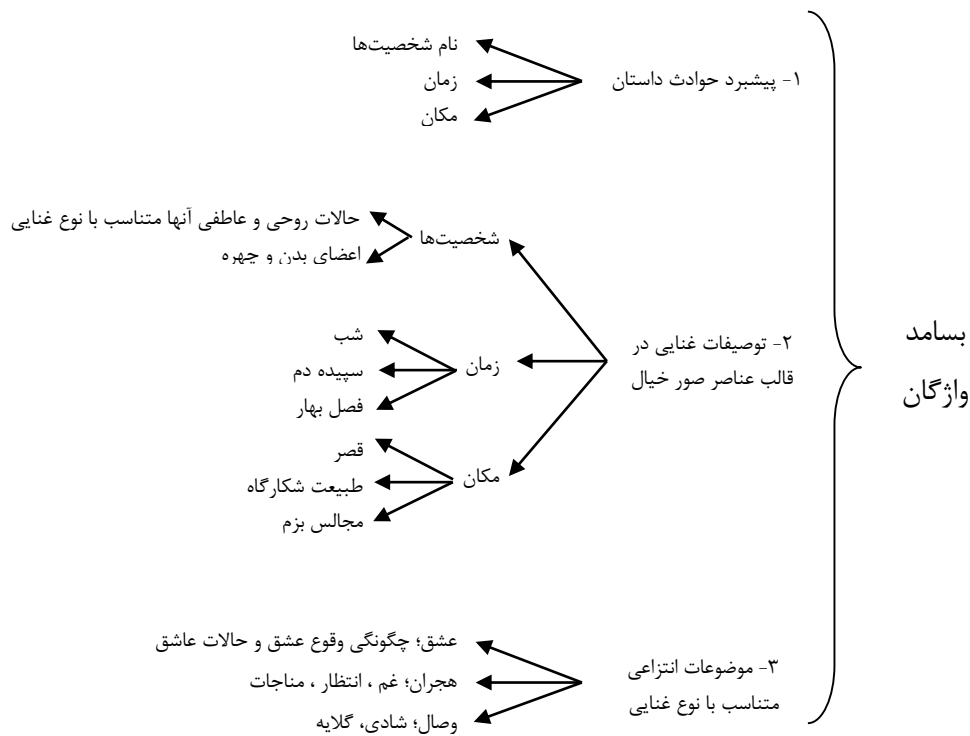 بسامد
واژگان
۱- پیشبرد حوادث داستان
نام شخصیت‌ها
زمان
مکان
۲- توصیفات غنایی در
قالب عناصر صور خیال
شخصیت‌ها
حالات روحی و عاطفی آنها متناسب با نوع غنایی
اعضای بدن و چهره
زمان
شب
سپیده دم
فصل بهار
مکان
قصر
طبیعت شکارگاه
مجالس بزم
۳- موضوعات انتزاعی
متناسب با نوع غنایی
عشق؛ چگونگی وقوع عشق و حالات عاشق
هجران؛ غم ، انتظار ، مناجات
وصال؛ شادی، گلایه